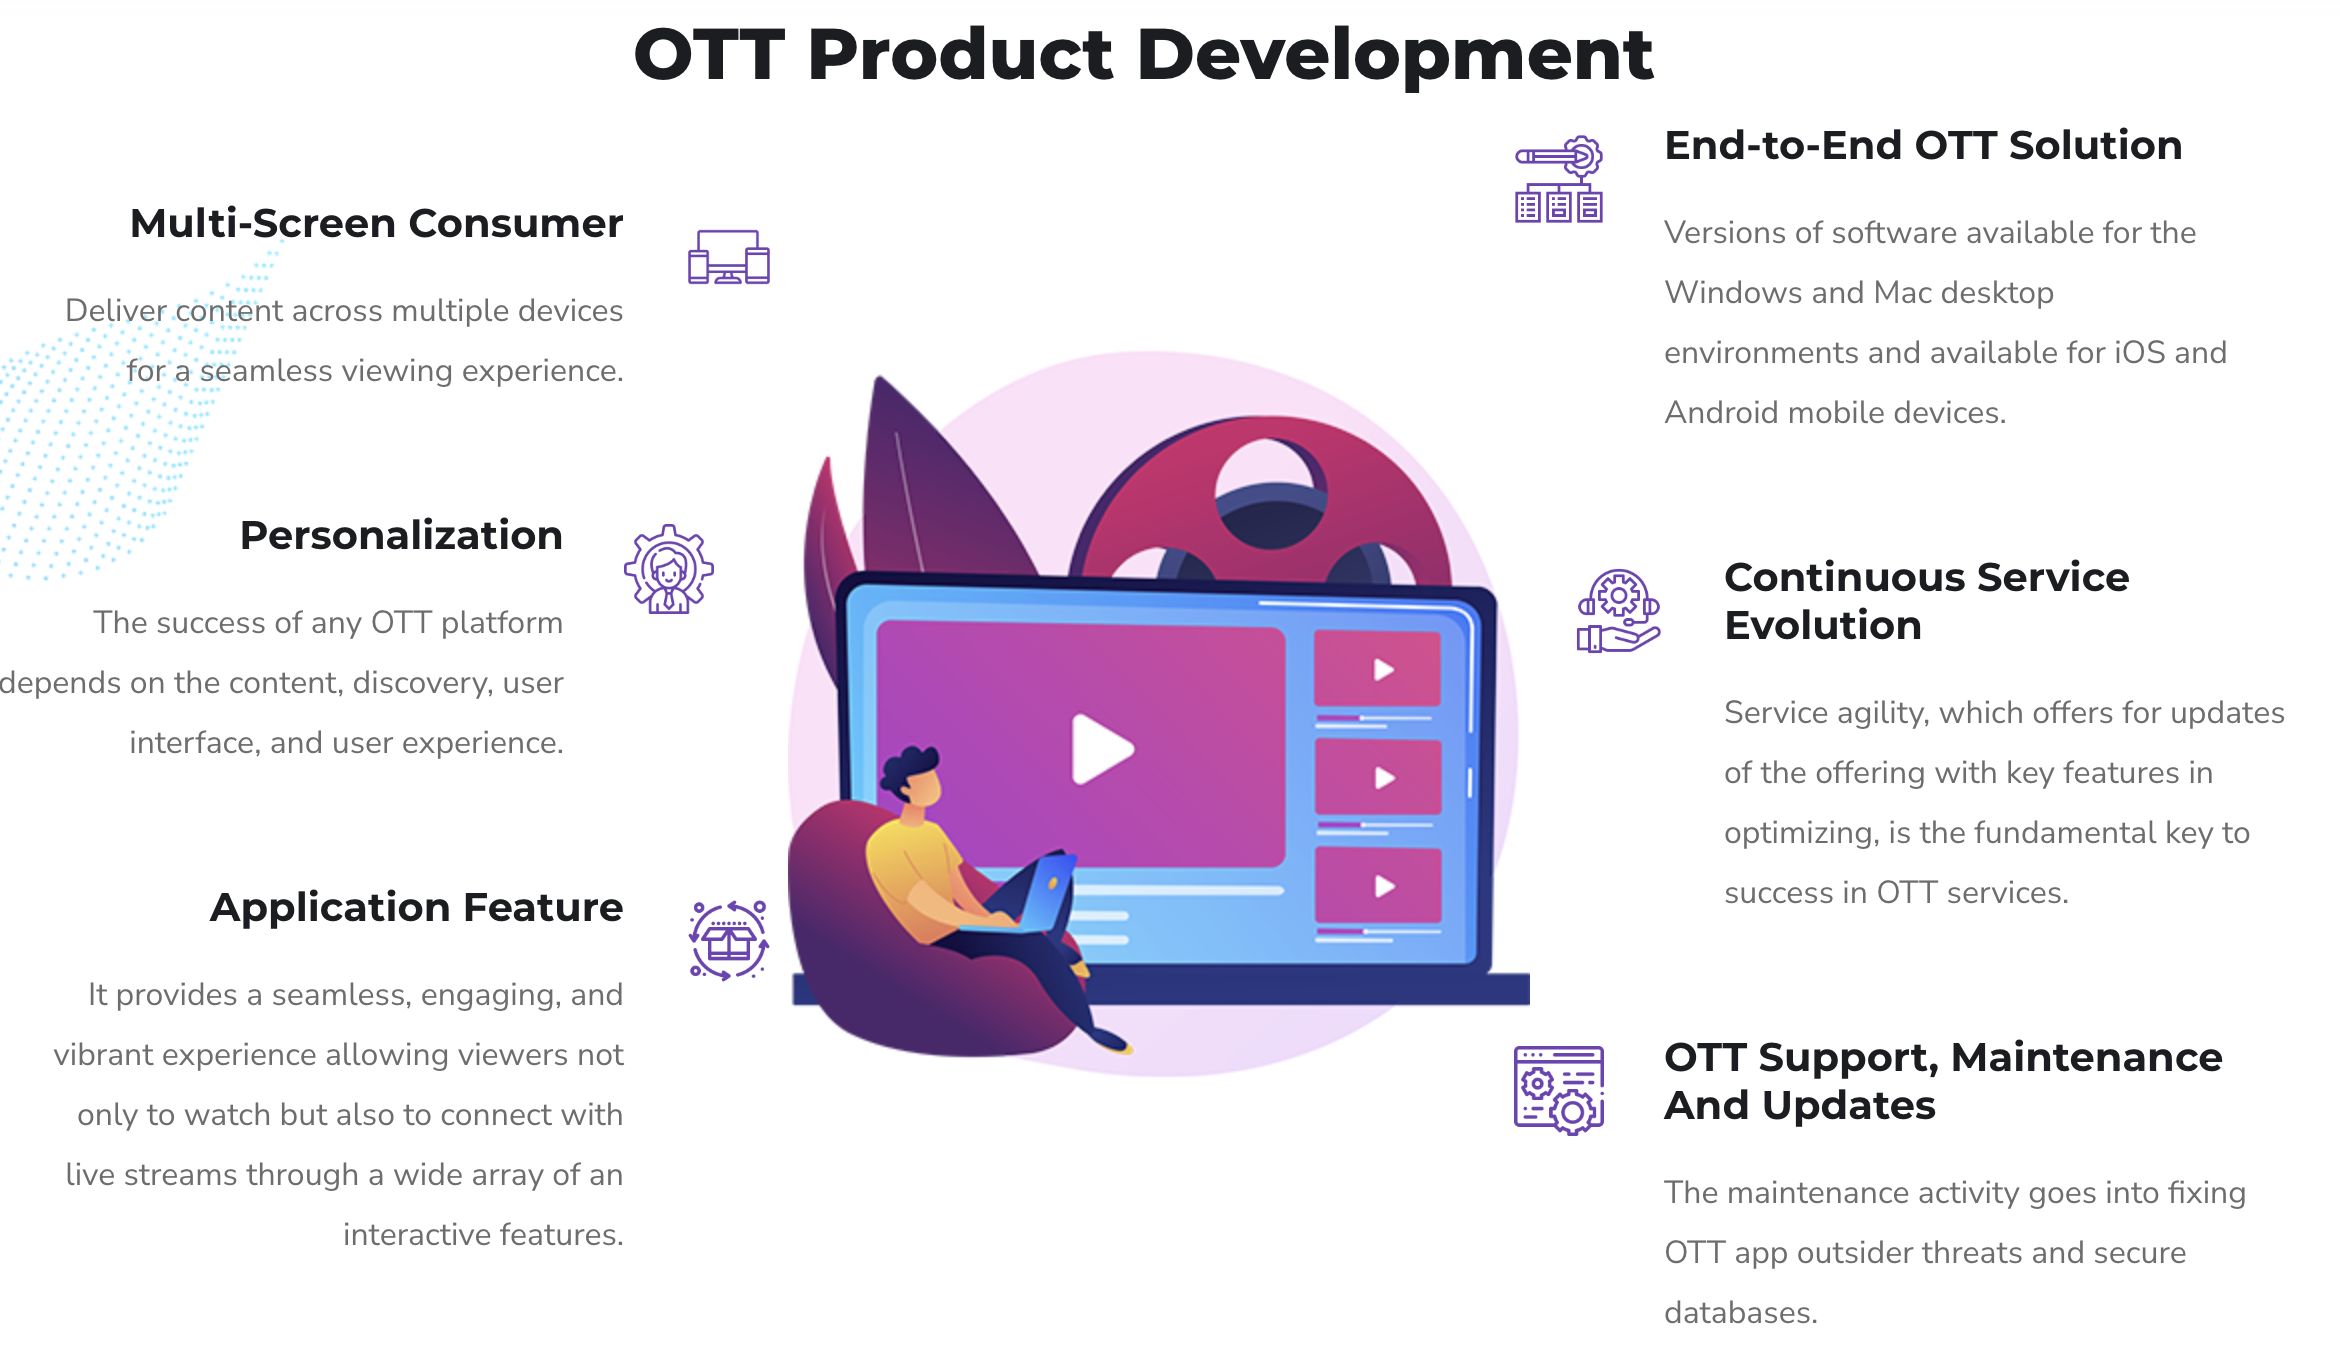 OTT Product Development
Multi-Screen Consumer
Deliver content across multiple devices
for a seamless viewing experience.
Personalization
The success of any OTT platform
depends on the content, discovery, user
interface, and user experience.
Application Feature
It provides a seamless, engaging, and
vibrant experience allowing viewers not
only to watch but also to connect with
live streams through a wide array of an
interactive features.
End-to-End OTT Solution
Versions of software available for the
Windows and Mac desktop
environments and available for iOS and
Android mobile devices.
Continuous Service
Evolution
Service agility, which offers for updates
of the offering with key features in
optimizing, is the fundamental key to
success in OTT services.
OTT Support, Maintenance
And Updates
The maintenance activity goes into fixing
OTT app outsider threats and secure
databases.